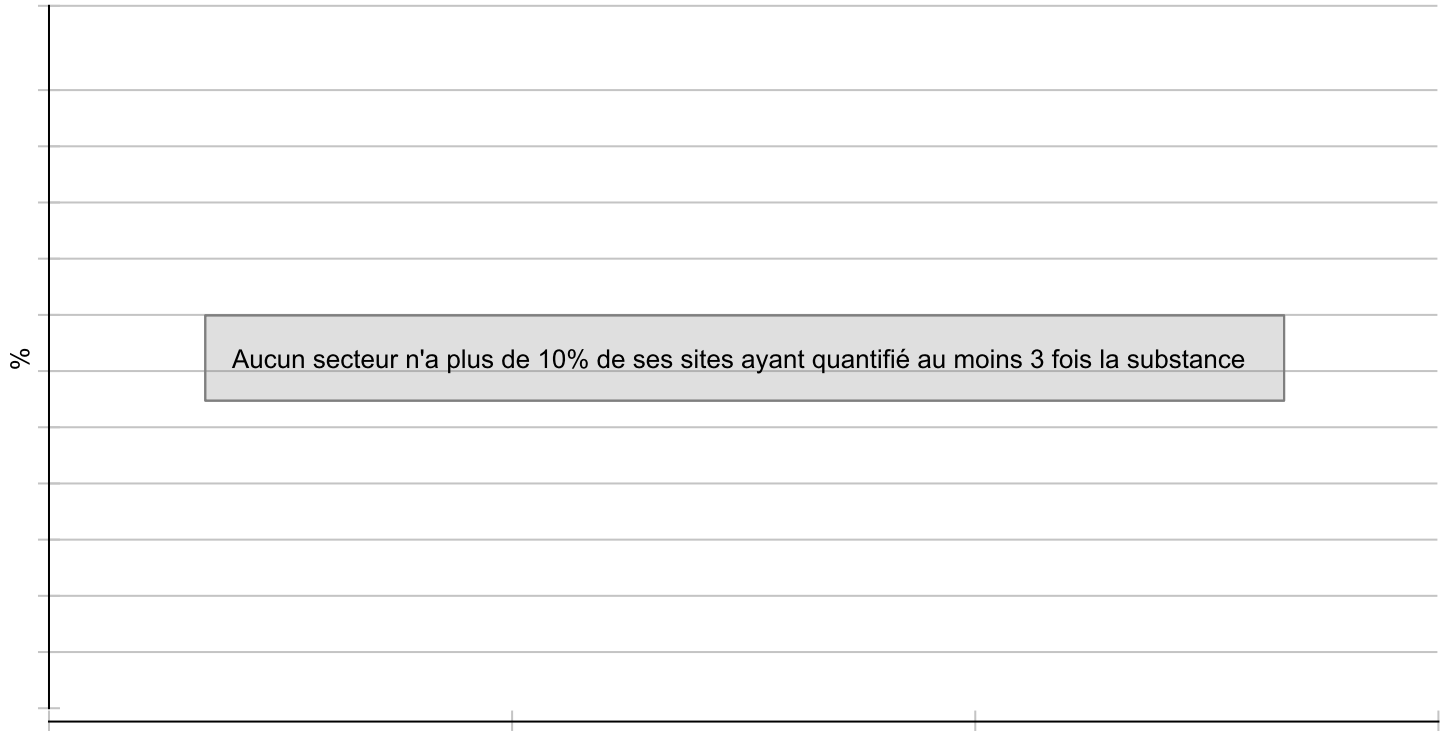 %
Aucun secteur n'a plus de 10% de ses sites ayant quantifié au moins 3 fois la substance